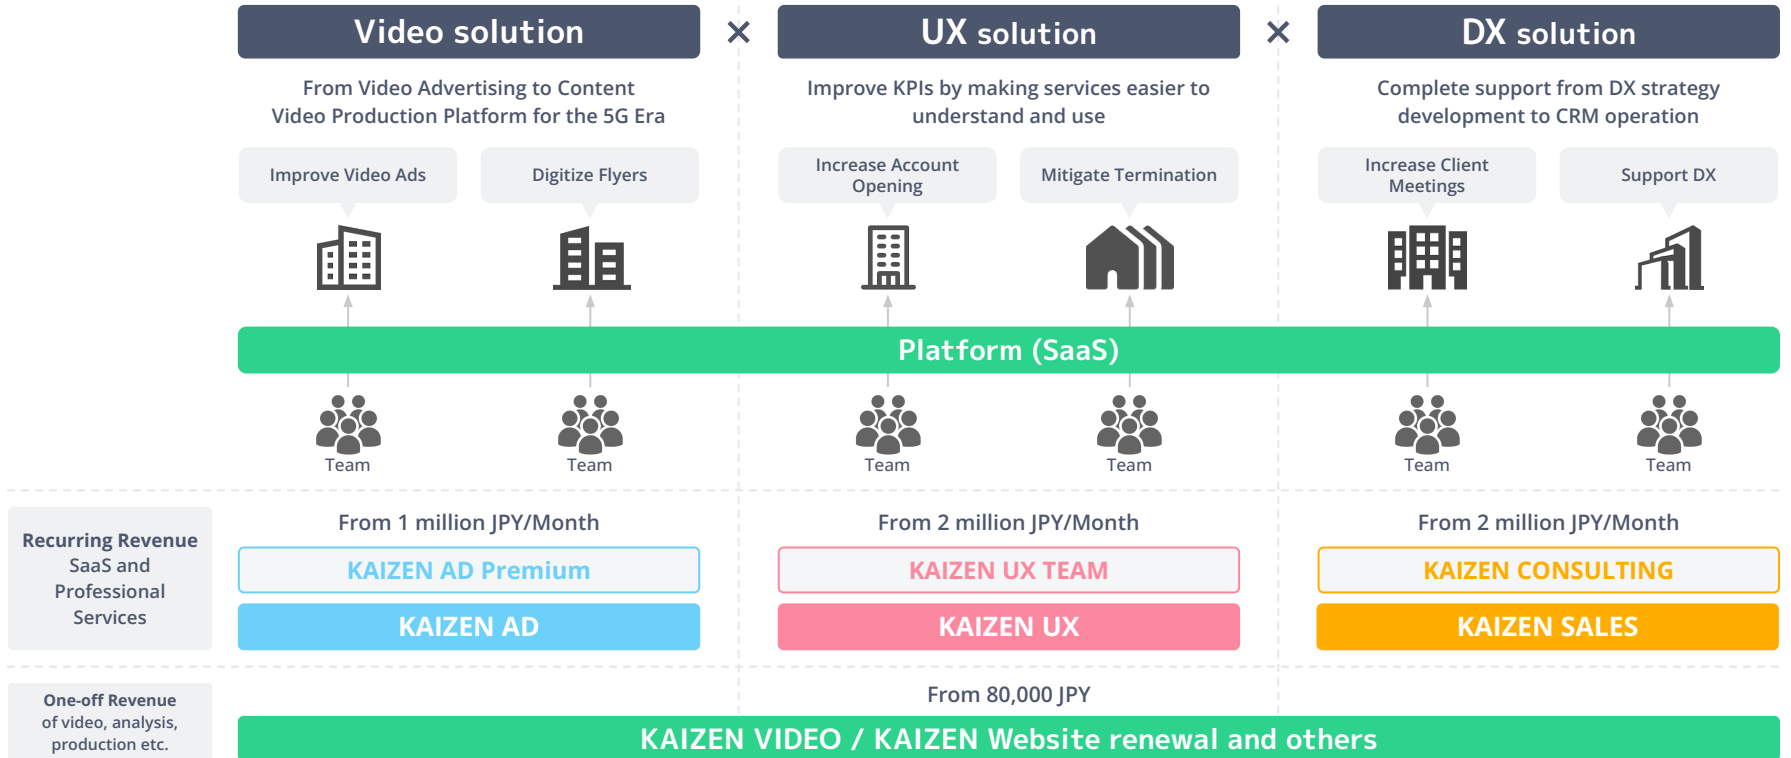 Video solution × UX solution × DX solution
From Video Advertising to Content
Video Production Platform for the 5G Era
Improve KPIs by making services easier to
understand and use
Complete support from DX strategy
development to CRM operation
Improve Video Ads
Digitize Flyers
Increase Account
Opening
Mitigate Termination
Increase Client
Meetings
Support DX
Platform (SaaS)
Team
Team
Team
Team
Team
Team
Recurring Revenue
SaaS and
Professional
Services
From 1 million JPY/Month
KAIZEN AD Premium
KAIZEN AD
From 2 million JPY/Month
KAIZEN UX TEAM
KAIZEN UX
From 2 million JPY/Month
KAIZEN CONSULTING
KAIZEN SALES
One-off Revenue
of video, analysis,
production etc.
From 80,000 JPY
KAIZEN VIDEO / KAIZEN Website renewal and others